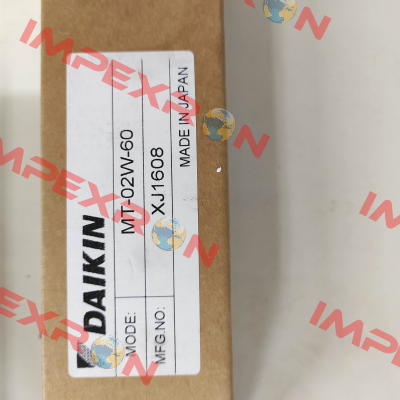 DAIKIN
MODE: MT-02W-60
MFG.NO: XJ1608
MADE IN JAPAN
IMPEXRON
IMPEXRON
IMPEXRON
IMPEXRON